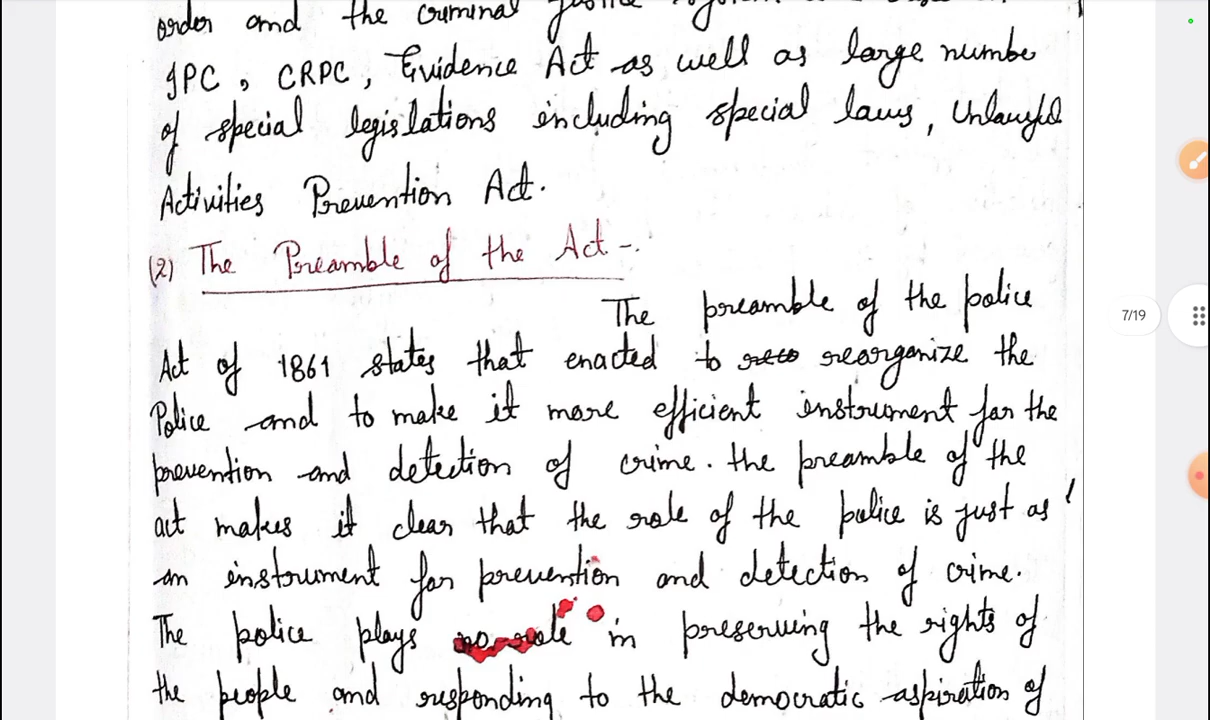 order and the criminal justice system
IPC, CRPC, Evidence Act as well as large numbe
of special legislations including special laws, Unlawful
Activities Prevention Act.
(2) The Preamble of the Act -.
The preamble of the police
Act of 1861 states that enacted to reorganize the
Police and to make it more efficient instrument for the
7/19
prevention and detection of crime. the preamble of the
act makes it clear that the role of the police is just as
an instrument for prevention and detection of crime.
The police plays no role in preserving the rights of
the people and responding to the democratic aspiration of